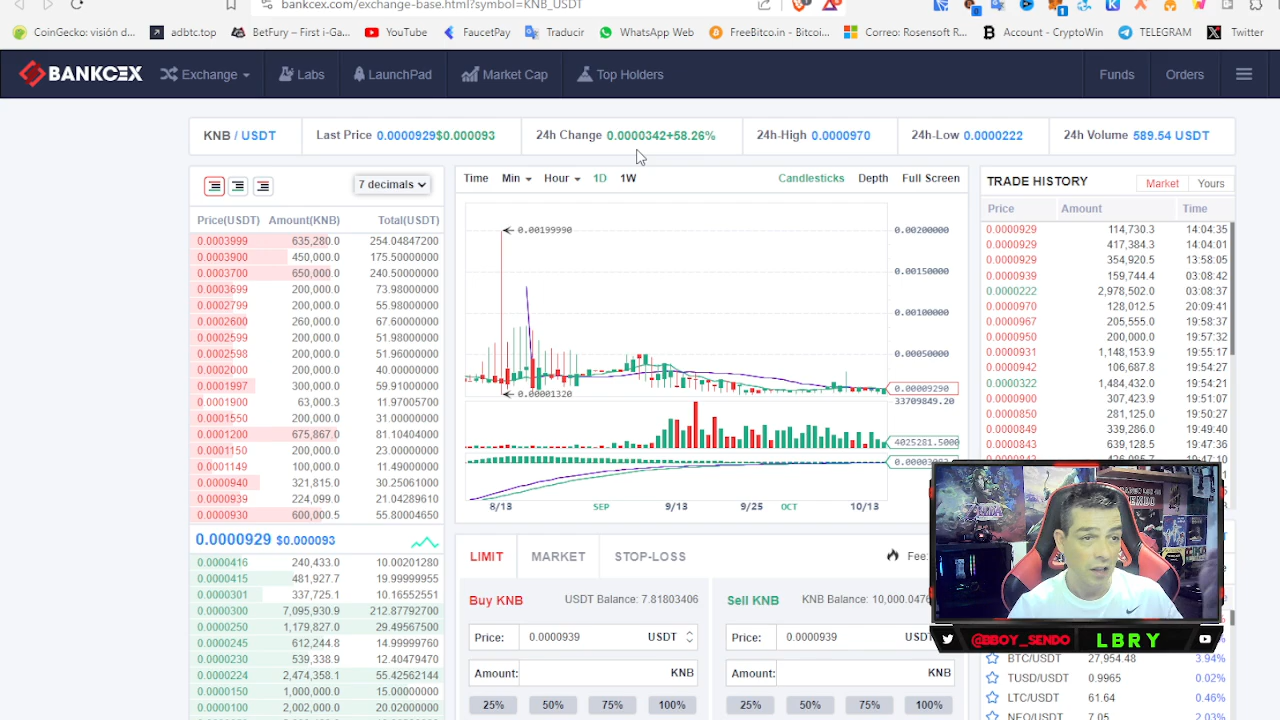 bankcex.com/exchange-base.html?symbol=KNB_USDT
CoinGecko: visión d... adbtc.top BetFury – First i-Ga... YouTube FaucetPay Traducir WhatsApp Web FreeBitco.in - Bitcoi... Correo: Rosensoft R... Account - CryptoWin TELEGRAM Twitter
BANKCEX Exchange Labs LaunchPad Market Cap Top Holders Funds Orders
KNB / USDT Last Price 0.0000929 $0.000093 24h Change 0.0000342 +58.26% 24h-High 0.0000970 24h-Low 0.0000222 24h Volume 589.54 USDT
7 decimals
Price(USDT) Amount(KNB) Total(USDT)
0.0003999 635,280.0 254.04847200
0.0003900 450,000.0 175.50000000
0.0003700 650,000.0 240.50000000
0.0003699 200,000.0 73.98000000
0.0002799 200,000.0 55.98000000
0.0002600 260,000.0 67.60000000
0.0002599 200,000.0 51.98000000
0.0002598 200,000.0 51.96000000
0.0002000 200,000.0 40.00000000
0.0001997 300,000.0 59.91000000
0.0001900 63,000.3 11.97005700
0.0001550 200,000.0 31.00000000
0.0001200 675,867.0 81.10404000
0.0001150 200,000.0 23.00000000
0.0001149 100,000.0 11.49000000
0.0000940 321,815.0 30.25061000
0.0000939 224,099.0 21.04289610
0.0000930 600,000.5 55.80004650
0.0000929 $0.000093
0.0000416 240,433.0 10.00201280
0.0000415 481,927.7 19.99999955
0.0000301 337,725.1 10.16552551
0.0000300 7,095,930.9 212.87792700
0.0000250 1,179,827.0 29.49567500
0.0000245 612,244.8 14.99999760
0.0000230 539,338.9 12.40479470
0.0000224 2,474,358.1 55.42562144
0.0000150 1,000,000.0 15.00000000
0.0000100 2,002,000.0 20.02000000
Time Min Hour 1D 1W Candlesticks Depth Full Screen
0.00199990
0.00001320
0.00200000
0.00150000
0.00100000
0.00050000
0.00009290
33709849.20
4025281.5000
8/13 SEP 9/13 9/25 OCT 10/13
LIMIT MARKET STOP-LOSS Fee
Buy KNB USDT Balance: 7.81803406
Price: 0.0000939 USDT
Amount: KNB
25% 50% 75% 100%
Sell KNB KNB Balance: 10,000.0476
Price: 0.0000939
Amount: KNB
25% 50% 75% 100%
TRADE HISTORY Market Yours
Price Amount Time
0.0000929 114,730.3 14:04:35
0.0000929 417,384.3 14:04:01
0.0000929 354,920.5 13:58:05
0.0000939 159,744.4 03:08:42
0.0000222 2,978,502.0 03:08:37
0.0000970 128,012.5 20:09:41
0.0000967 205,555.0 19:58:37
0.0000950 200,000.0 19:57:32
0.0000931 1,148,153.9 19:55:17
0.0000942 106,687.8 19:54:27
0.0000322 1,484,432.0 19:54:21
0.0000900 307,423.9 19:51:07
0.0000850 281,125.0 19:50:27
0.0000849 339,286.0 19:49:40
0.0000843 639,128.5 19:47:36
@BBOY_SENDO LBRY
BTC/USDT 27,954.48 3.94%
TUSD/USDT 0.9965 0.02%
LTC/USDT 61.64 0.46%
NEO/USDT 7.05 2.03%